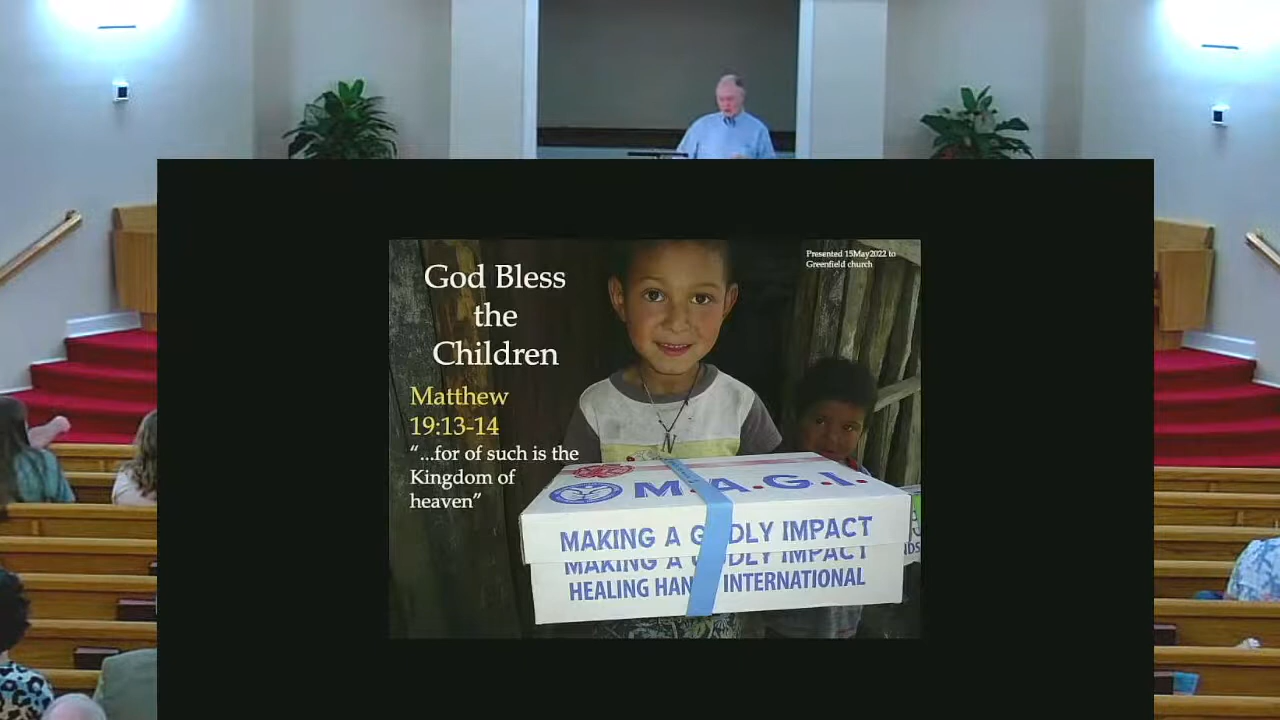 God Bless
the
Children
Matthew
19:13-14
“...for of such is the
Kingdom of
heaven”
Presented 15May2022 to
Greenfield church
M.A.G.I.
MAKING A G DLY IMPACT
MAKING A DLY IMPACT
HEALING HAN INTERNATIONAL